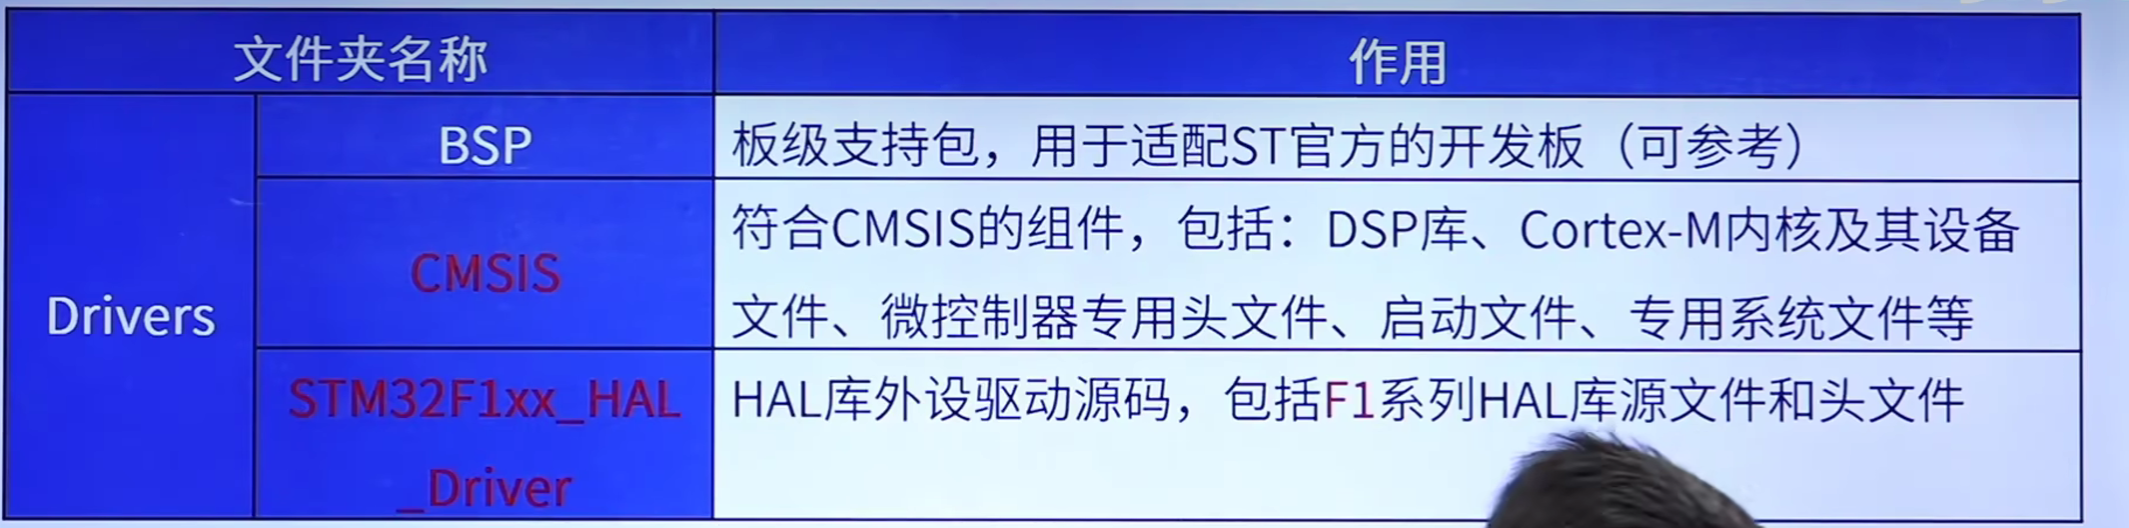 文件夹名称
作用
Drivers
BSP
板级支持包，用于适配ST官方的开发板（可参考）
CMSIS
符合CMSIS的组件，包括：DSP库、Cortex-M内核及其设备
文件、微控制器专用头文件、启动文件、专用系统文件等
STM32F1xx_HAL
_Driver
HAL库外设驱动源码，包括F1系列HAL库源文件和头文件